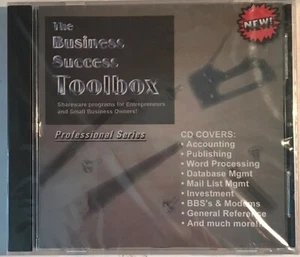 The
Business
Success
Toolbox
Shareware programs for Entrepreneurs
and Small Business Owners!
NEW!
Professional Series
CD COVERS:
• Accounting
• Publishing
• Word Processing
• Database Mgmt
• Mail List Mgmt
• Investment
• BBS's & Modems
• General Reference
• And much more!!!